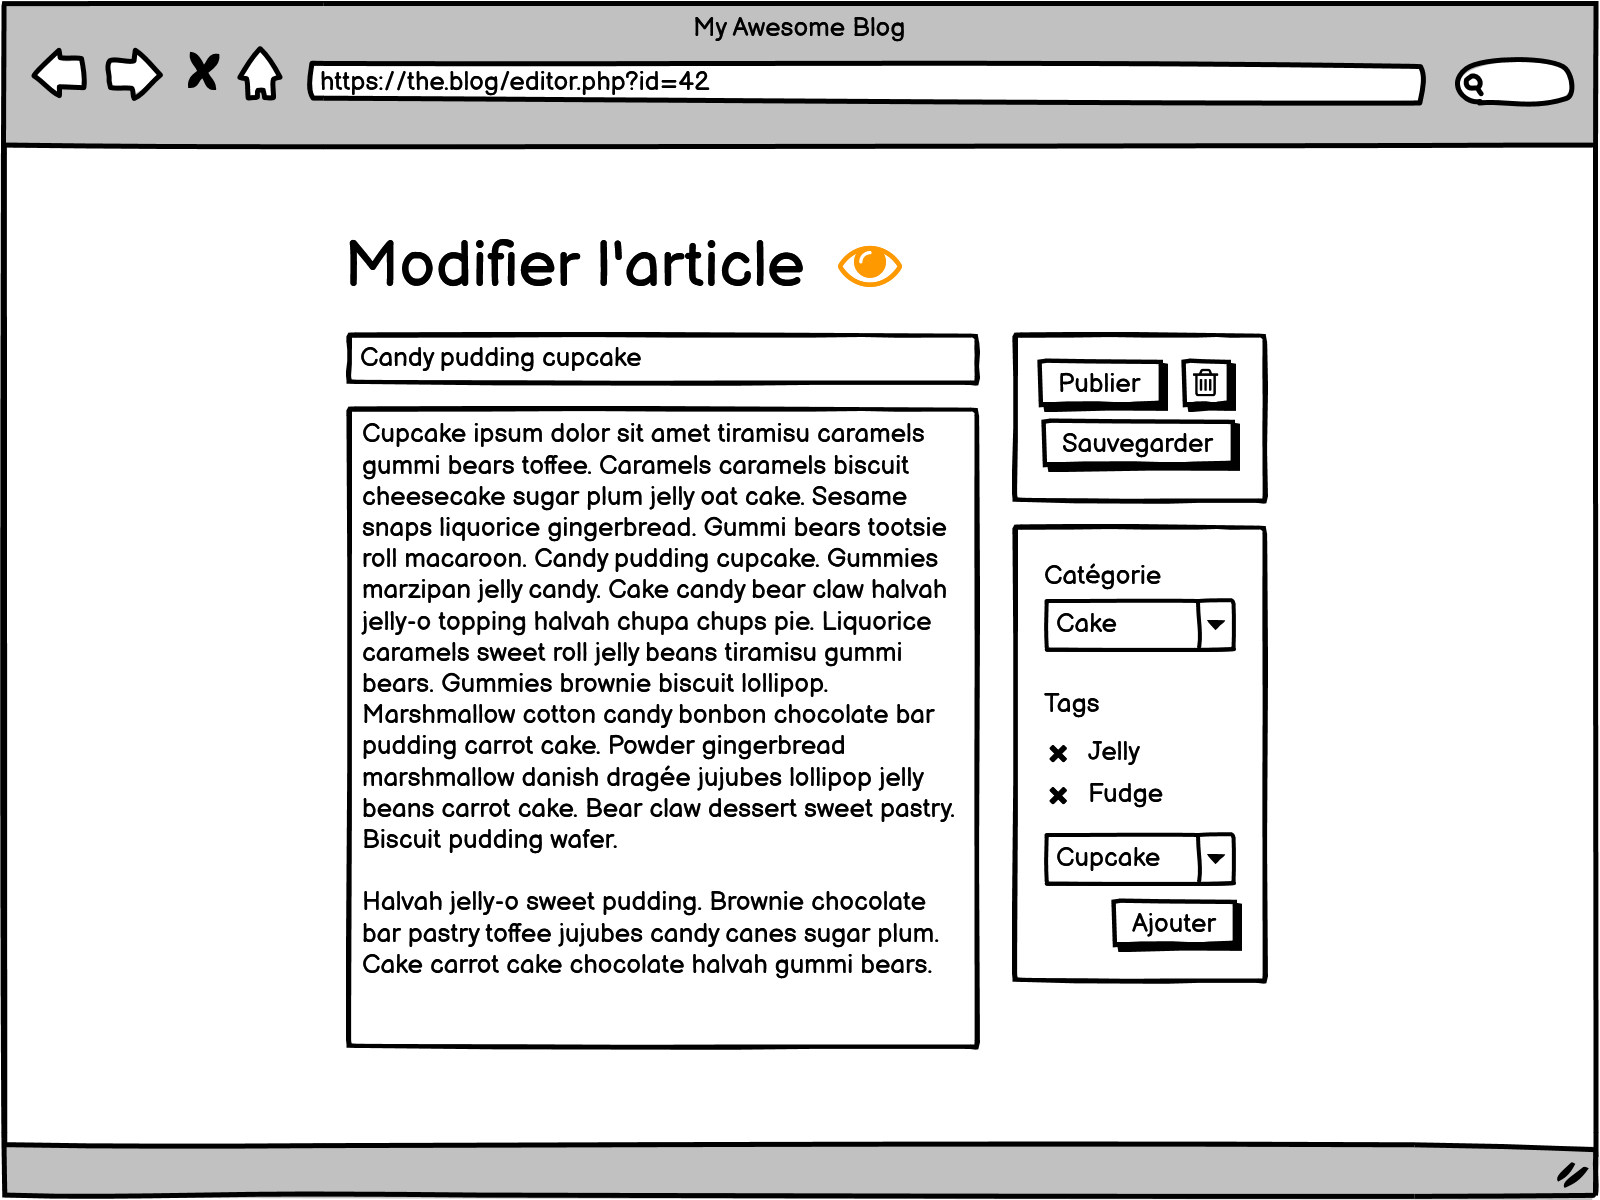 My Awesome Blog
https://the.blog/editor.php?id=42
Modifier l'article
Candy pudding cupcake
Cupcake ipsum dolor sit amet tiramisu caramels
gummi bears toffee. Caramels caramels biscuit
cheesecake sugar plum jelly oat cake. Sesame
snaps liquorice gingerbread. Gummi bears tootsie
roll macaroon. Candy pudding cupcake. Gummies
marzipan jelly candy. Cake candy bear claw halvah
jelly-o topping halvah chupa chups pie. Liquorice
caramels sweet roll jelly beans tiramisu gummi
bears. Gummies brownie biscuit lollipop.
Marshmallow cotton candy bonbon chocolate bar
pudding carrot cake. Powder gingerbread
marshmallow danish dragée jujubes lollipop jelly
beans carrot cake. Bear claw dessert sweet pastry.
Biscuit pudding wafer.
Halvah jelly-o sweet pudding. Brownie chocolate
bar pastry toffee jujubes candy canes sugar plum.
Cake carrot cake chocolate halvah gummi bears.
Publier
Sauvegarder
Catégorie
Cake
Tags
Jelly
Fudge
Cupcake
Ajouter